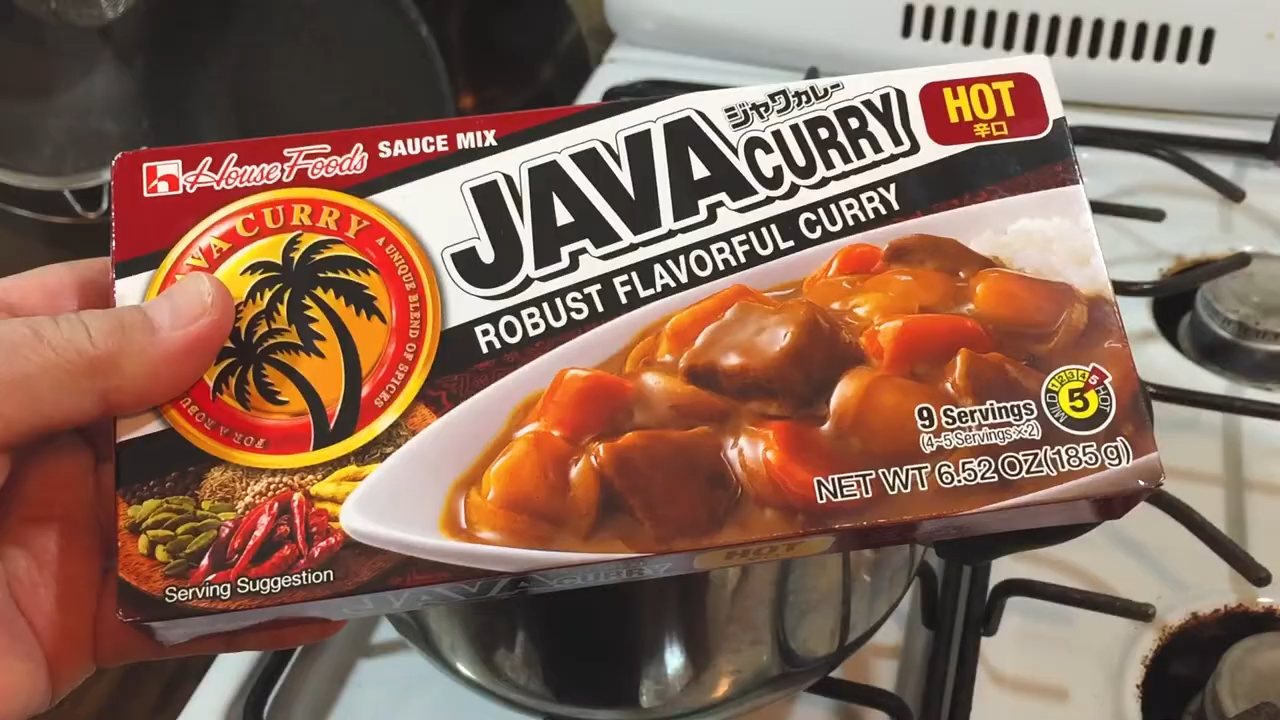 House Foods SAUCE MIX
ジャワカレー
JAVA CURRY
HOT
辛口
ROBUST FLAVORFUL CURRY
VA CURRY
A UNIQUE BLEND OF SPICES
FOR A ROBU
9 Servings
(4-5 Servings×2)
MILD 1 2 3 4 5 HOT
5
NET WT 6.52 OZ(185 g)
Serving Suggestion
JAVA CURRY
HOT